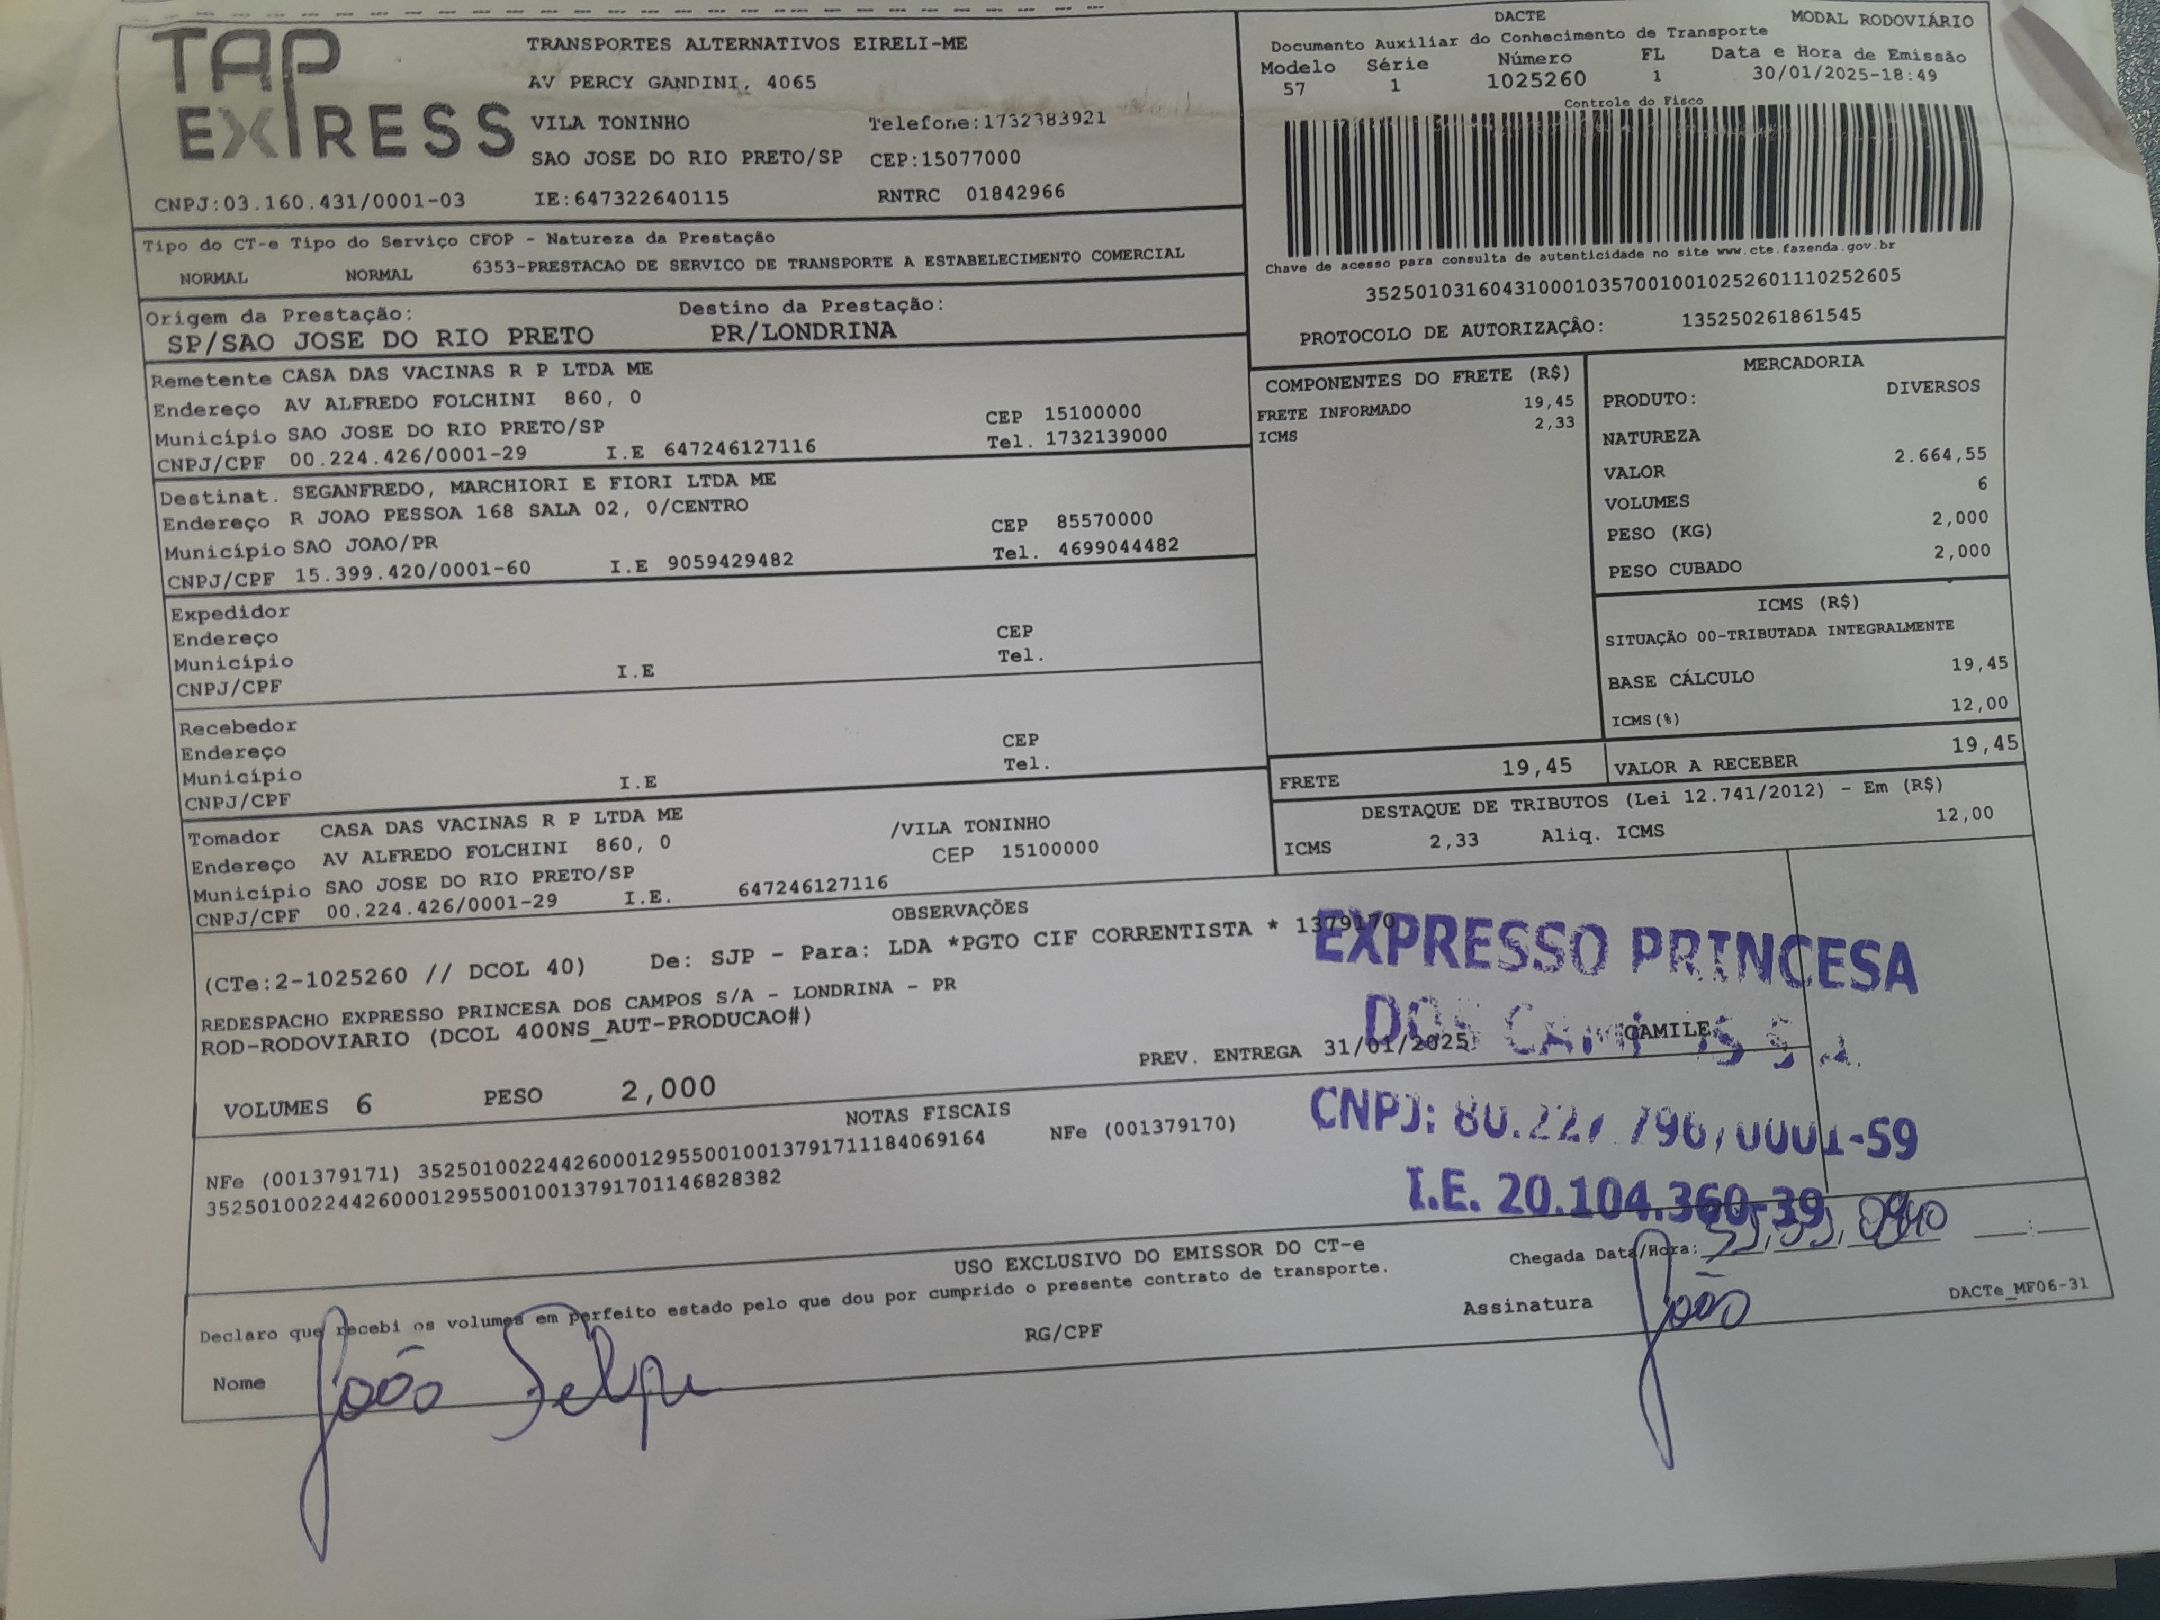 TAP EXPRESS
TRANSPORTES ALTERNATIVOS EIRELI-ME
AV PERCY GANDINI, 4065
VILA TONINHO Telefone:1732383921
SAO JOSE DO RIO PRETO/SP CEP:15077000
CNPJ:03.160.431/0001-03 IE:647322640115 RNTRC 01842966
DACTE MODAL RODOVIÁRIO
Documento Auxiliar do Conhecimento de Transporte
Modelo Série Número FL Data e Hora de Emissão
57 1 1025260 1 30/01/2025-18:49
Controle do Fisco
Chave de acesso para consulta de autenticidade no site www.cte.fazenda.gov.br
35250103160431000103570010010252601110252605
PROTOCOLO DE AUTORIZAÇÂO: 135250261861545
Tipo do CT-e Tipo do Serviço CFOP - Natureza da Prestação
NORMAL NORMAL 6353-PRESTACAO DE SERVICO DE TRANSPORTE A ESTABELECIMENTO COMERCIAL
Origem da Prestação: Destino da Prestação:
SP/SAO JOSE DO RIO PRETO PR/LONDRINA
Remetente CASA DAS VACINAS R P LTDA ME
Endereço AV ALFREDO FOLCHINI 860, 0 CEP 15100000
Município SAO JOSE DO RIO PRETO/SP Tel. 1732139000
CNPJ/CPF 00.224.426/0001-29 I.E 647246127116
Destinat. SEGANFREDO, MARCHIORI E FIORI LTDA ME
Endereço R JOAO PESSOA 168 SALA 02, 0/CENTRO CEP 85570000
Município SAO JOAO/PR Tel. 4699044482
CNPJ/CPF 15.399.420/0001-60 I.E 9059429482
Expedidor
Endereço CEP
Município Tel.
CNPJ/CPF I.E
Recebedor
Endereço CEP
Município Tel.
CNPJ/CPF I.E
Tomador CASA DAS VACINAS R P LTDA ME /VILA TONINHO
Endereço AV ALFREDO FOLCHINI 860, 0 CEP 15100000
Município SAO JOSE DO RIO PRETO/SP
CNPJ/CPF 00.224.426/0001-29 I.E. 647246127116
COMPONENTES DO FRETE (R$)
FRETE INFORMADO 19,45
ICMS 2,33
MERCADORIA
PRODUTO: DIVERSOS
NATUREZA
VALOR 2.664,55
VOLUMES 6
PESO (KG) 2,000
PESO CUBADO 2,000
ICMS (R$)
SITUAÇÃO 00-TRIBUTADA INTEGRALMENTE
BASE CÁLCULO 19,45
ICMS(%) 12,00
FRETE 19,45 VALOR A RECEBER 19,45
DESTAQUE DE TRIBUTOS (Lei 12.741/2012) - Em (R$)
ICMS 2,33 Aliq. ICMS 12,00
OBSERVAÇÕES
(CTe:2-1025260 // DCOL 40) De: SJP - Para: LDA *PGTO CIF CORRENTISTA * 1379170
REDESPACHO EXPRESSO PRINCESA DOS CAMPOS S/A - LONDRINA - PR
ROD-RODOVIARIO (DCOL 400NS_AUT-PRODUCAO#)
PREV. ENTREGA 31/01/2025 CAMILE
VOLUMES 6 PESO 2,000
EXPRESSO PRINCESA
DOS CAMPOS S.A.
CNPJ: 80.227.796/0001-59
I.E. 20.104.360-39
NOTAS FISCAIS
NFe (001379171) 35250100224426000129550010013791711184069164 NFe (001379170)
35250100224426000129550010013791701146828382
USO EXCLUSIVO DO EMISSOR DO CT-e
Declaro que recebi os volumes em perfeito estado pelo que dou por cumprido o presente contrato de transporte.
Chegada Data/Hora:
Nome João Felipe RG/CPF Assinatura João
DACTe_MF06-31